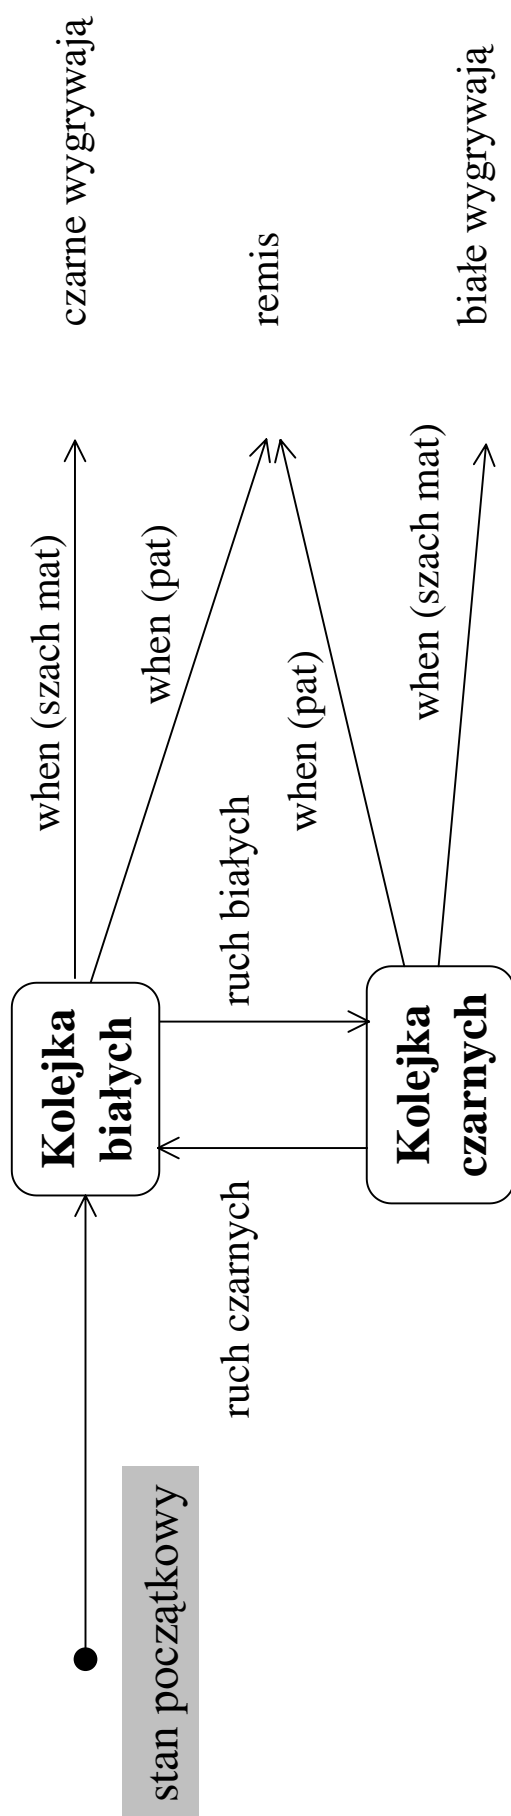 czarne wygrywają
when (szach mat)
when (pat)
remis
Kolejka
białych
ruch białych
when (pat)
ruch czarnych
stan początkowy
when (szach mat)
białe wygrywają
Kolejka
czarnych